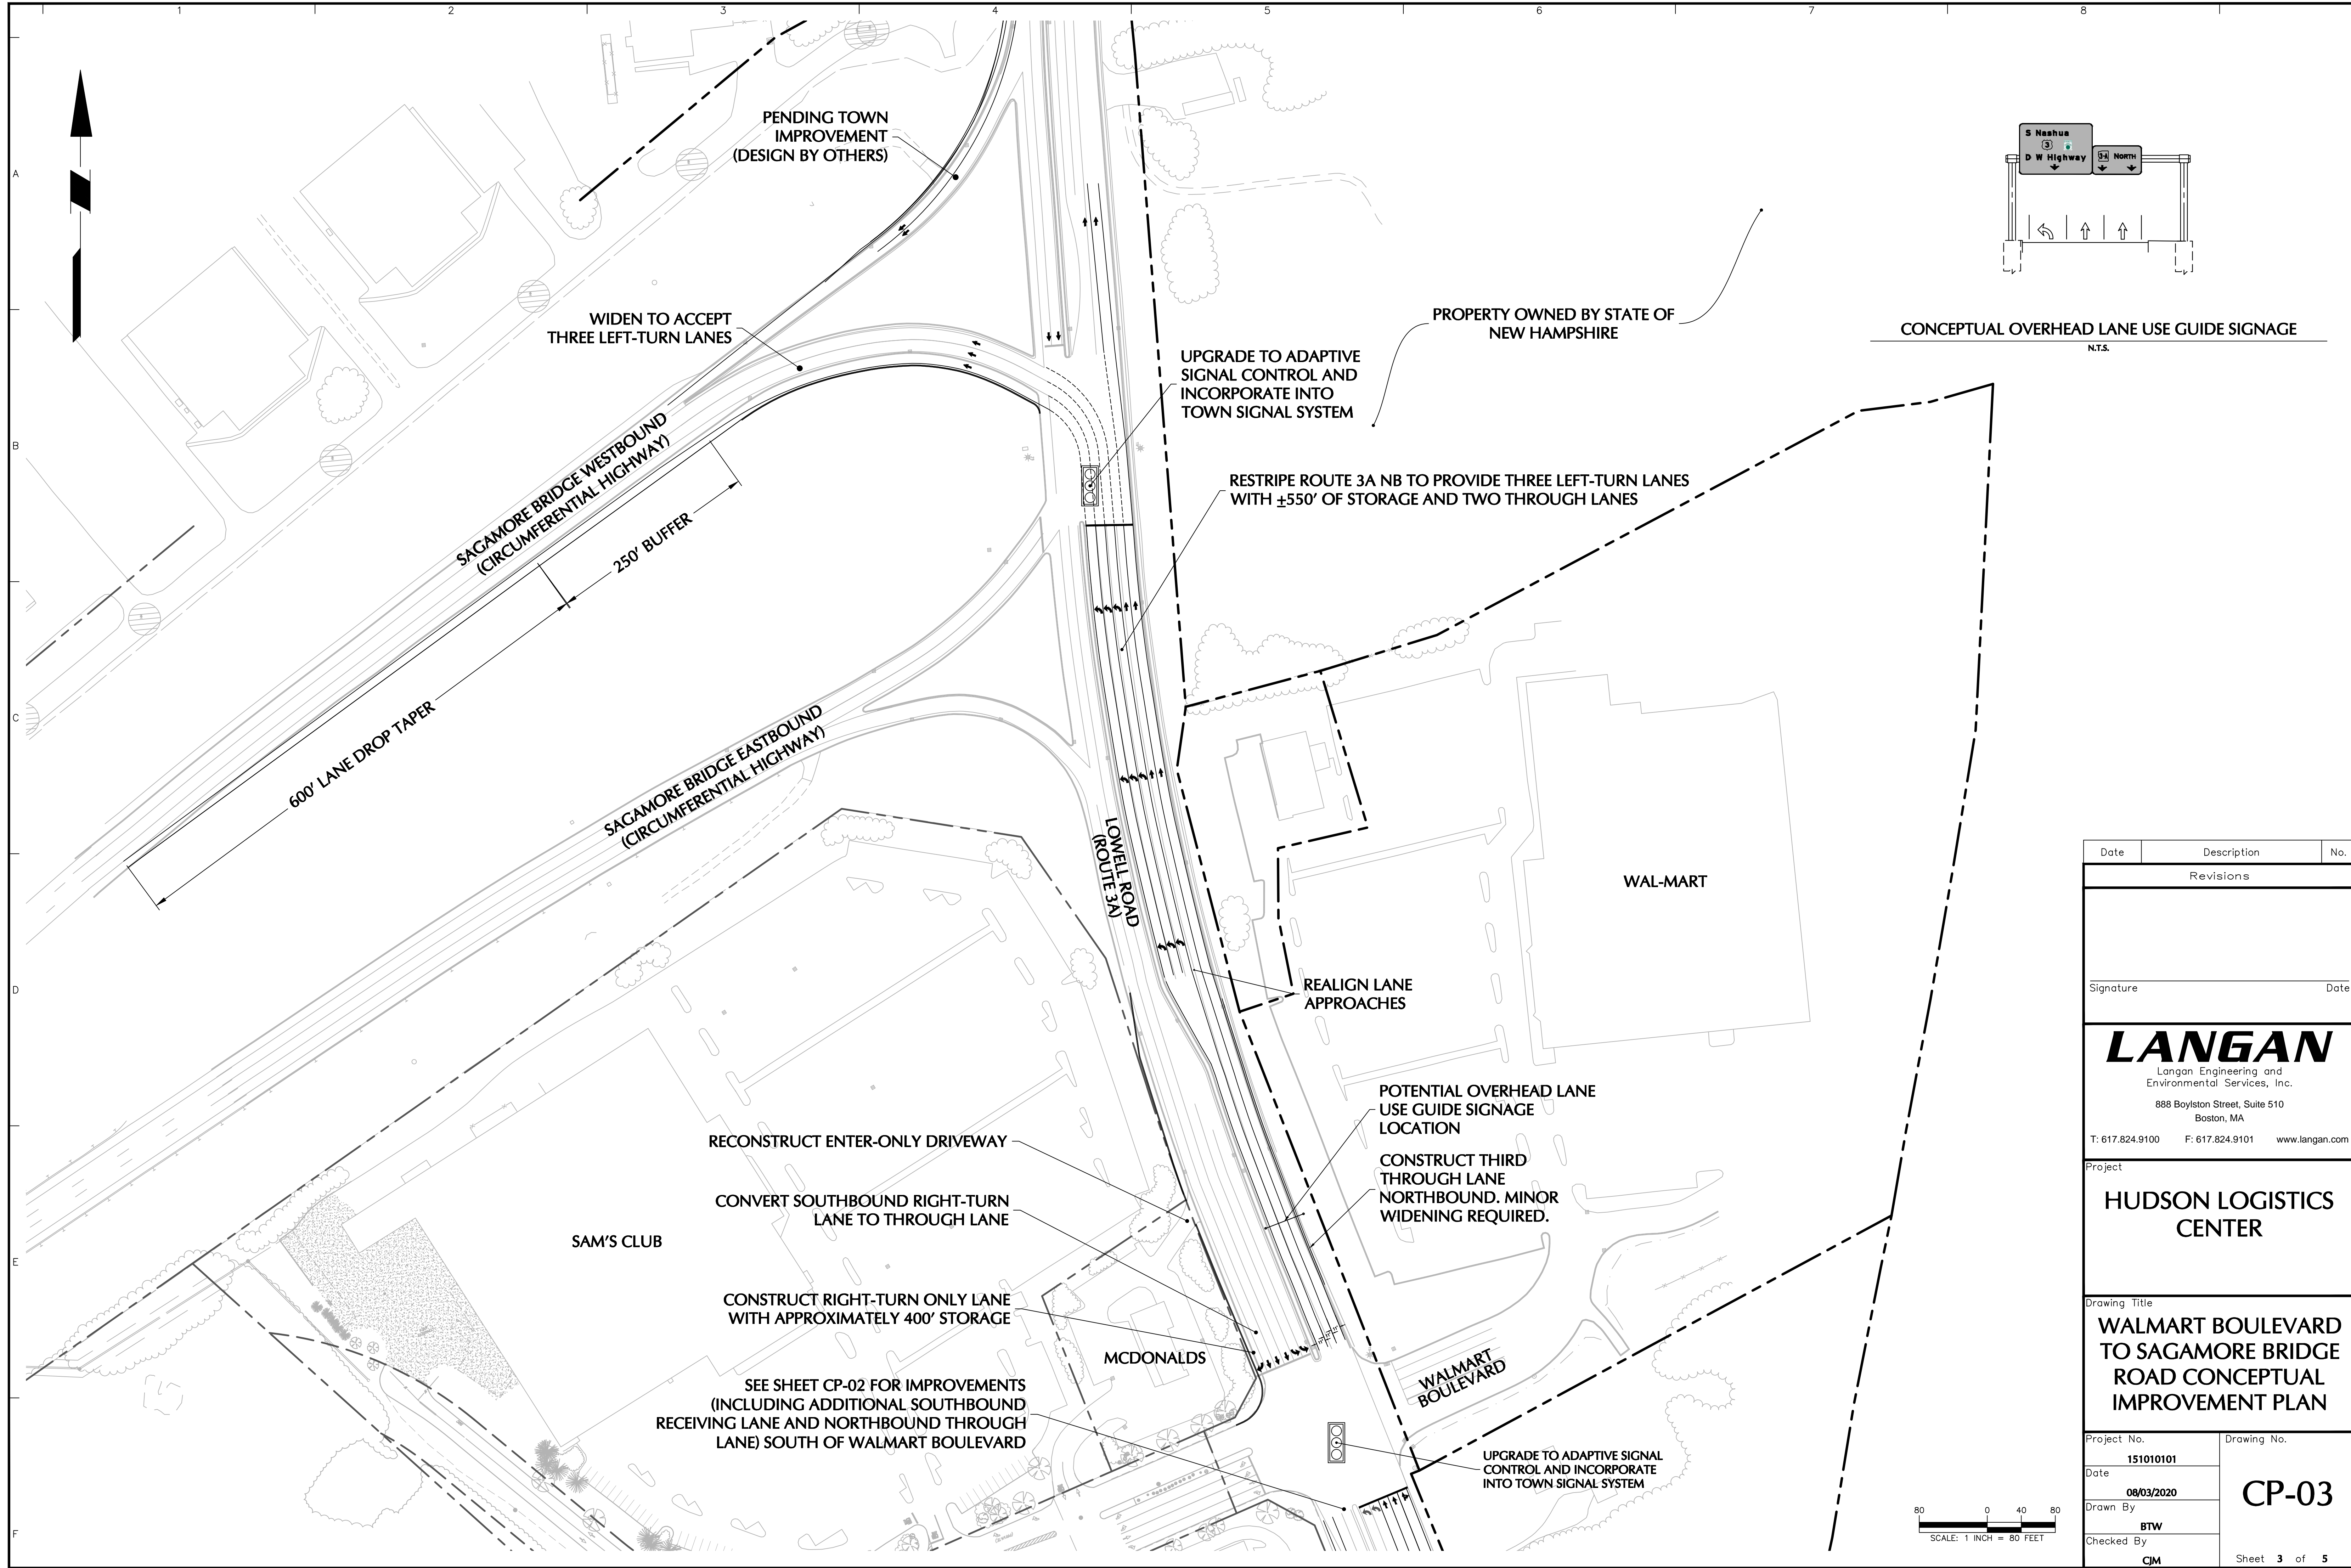 1 2 3 4 5 6 7 8
A
B
C
D
E
F
PENDING TOWN
IMPROVEMENT
(DESIGN BY OTHERS)
WIDEN TO ACCEPT
THREE LEFT-TURN LANES
S Nashua
3
D W Highway
3A NORTH
CONCEPTUAL OVERHEAD LANE USE GUIDE SIGNAGE
N.T.S.
PROPERTY OWNED BY STATE OF
NEW HAMPSHIRE
UPGRADE TO ADAPTIVE
SIGNAL CONTROL AND
INCORPORATE INTO
TOWN SIGNAL SYSTEM
SAGAMORE BRIDGE WESTBOUND
(CIRCUMFERENTIAL HIGHWAY)
250' BUFFER
600' LANE DROP TAPER
RESTRIPE ROUTE 3A NB TO PROVIDE THREE LEFT-TURN LANES
WITH ±550' OF STORAGE AND TWO THROUGH LANES
SAGAMORE BRIDGE EASTBOUND
(CIRCUMFERENTIAL HIGHWAY)
LOWELL ROAD
(ROUTE 3A)
WAL-MART
REALIGN LANE
APPROACHES
POTENTIAL OVERHEAD LANE
USE GUIDE SIGNAGE
LOCATION
CONSTRUCT THIRD
THROUGH LANE
NORTHBOUND. MINOR
WIDENING REQUIRED.
RECONSTRUCT ENTER-ONLY DRIVEWAY
CONVERT SOUTHBOUND RIGHT-TURN
LANE TO THROUGH LANE
SAM'S CLUB
CONSTRUCT RIGHT-TURN ONLY LANE
WITH APPROXIMATELY 400' STORAGE
MCDONALDS
SEE SHEET CP-02 FOR IMPROVEMENTS
(INCLUDING ADDITIONAL SOUTHBOUND
RECEIVING LANE AND NORTHBOUND THROUGH
LANE) SOUTH OF WALMART BOULEVARD
WALMART
BOULEVARD
UPGRADE TO ADAPTIVE SIGNAL
CONTROL AND INCORPORATE
INTO TOWN SIGNAL SYSTEM
80 0 40 80
SCALE: 1 INCH = 80 FEET
Date Description No.
Revisions
Signature Date
LANGAN
Langan Engineering and
Environmental Services, Inc.
888 Boylston Street, Suite 510
Boston, MA
T: 617.824.9100 F: 617.824.9101 www.langan.com
Project
HUDSON LOGISTICS
CENTER
Drawing Title
WALMART BOULEVARD
TO SAGAMORE BRIDGE
ROAD CONCEPTUAL
IMPROVEMENT PLAN
Project No.
151010101
Date
08/03/2020
Drawn By
BTW
Checked By
CJM
Drawing No.
CP-03
Sheet 3 of 5